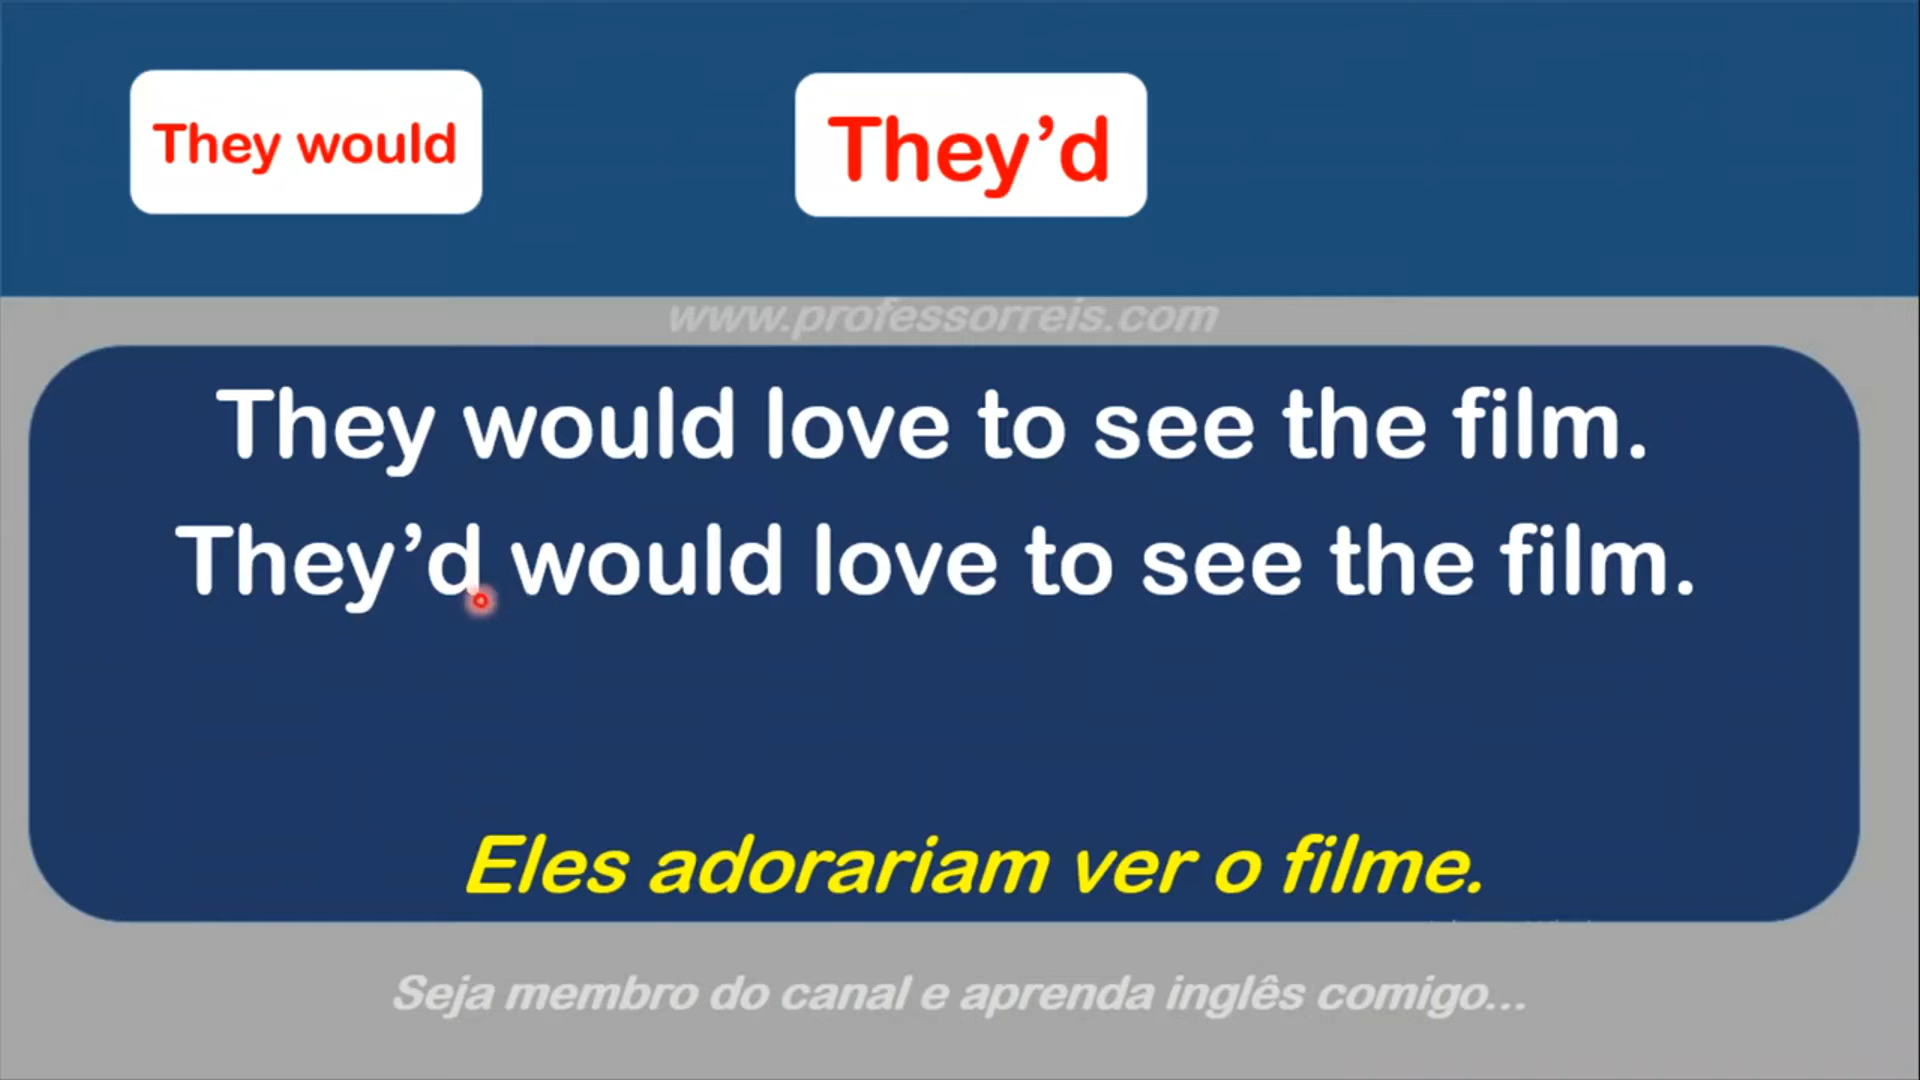 They would
They’d
www.professorreis.com
They would love to see the film.
They’d would love to see the film.
Eles adorariam ver o filme.
Seja membro do canal e aprenda inglês comigo...